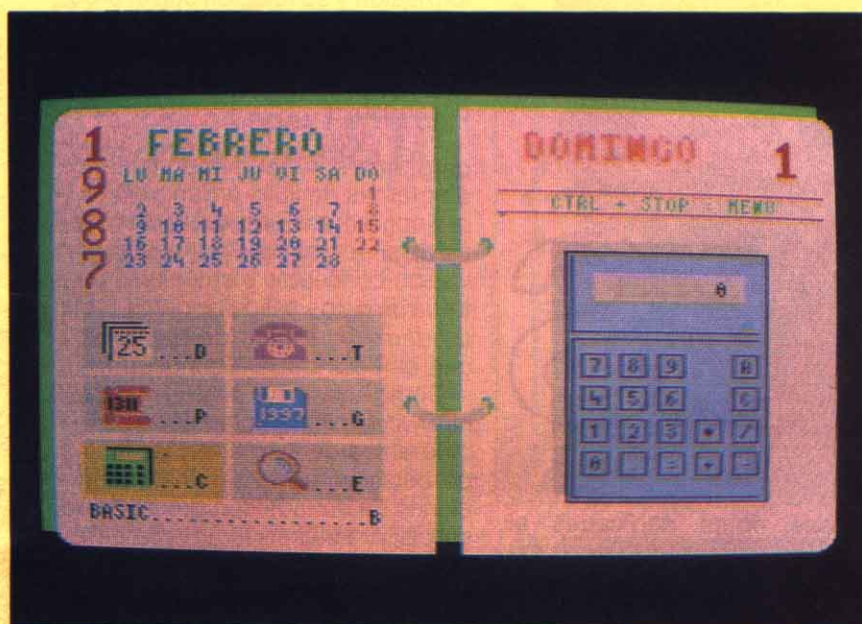 1
9
8
7
FEBRERO
LU MA MI JU VI SA DO
1
2 3 4 5 6 7 8
9 10 11 12 13 14 15
16 17 18 19 20 21 22
23 24 25 26 27 28
25 ...D
...T
...P
1997 ...G
...C
...E
BASIC..................B
DOMINGO 1
CTRL + STOP - MENU
0
7 8 9
4 5 6 C
1 2 3 * /
0 . = + -